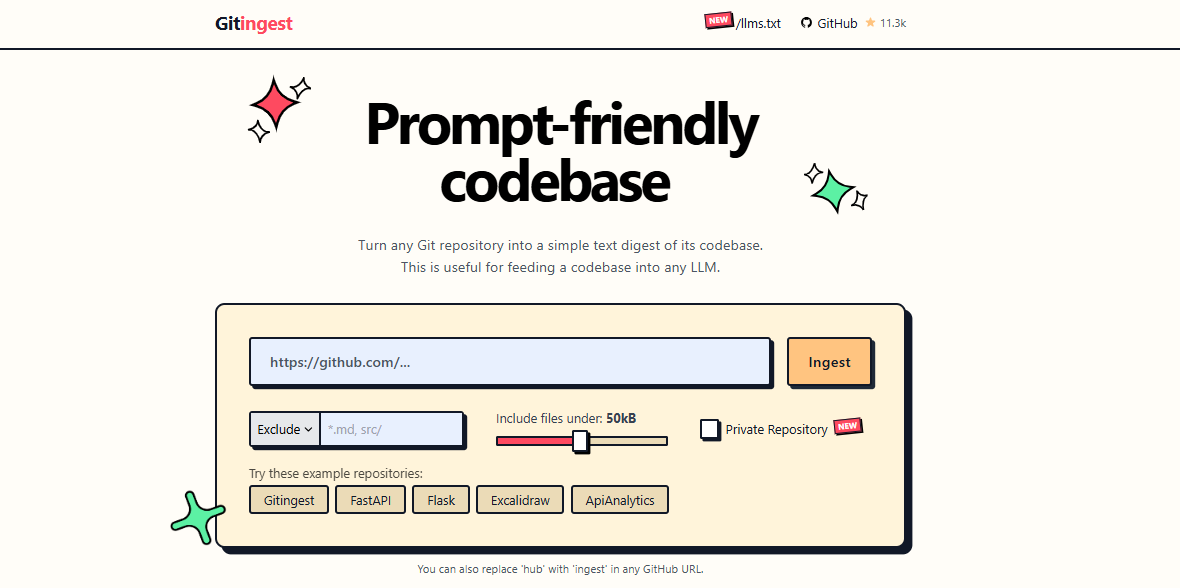 Gitingest
NEW /llms.txt GitHub 11.3k
Prompt-friendly
codebase
Turn any Git repository into a simple text digest of its codebase.
This is useful for feeding a codebase into any LLM.
https://github.com/...
Ingest
Exclude
*.md, src/
Include files under: 50kB
Private Repository NEW
Try these example repositories:
Gitingest FastAPI Flask Excalidraw ApiAnalytics
You can also replace 'hub' with 'ingest' in any GitHub URL.